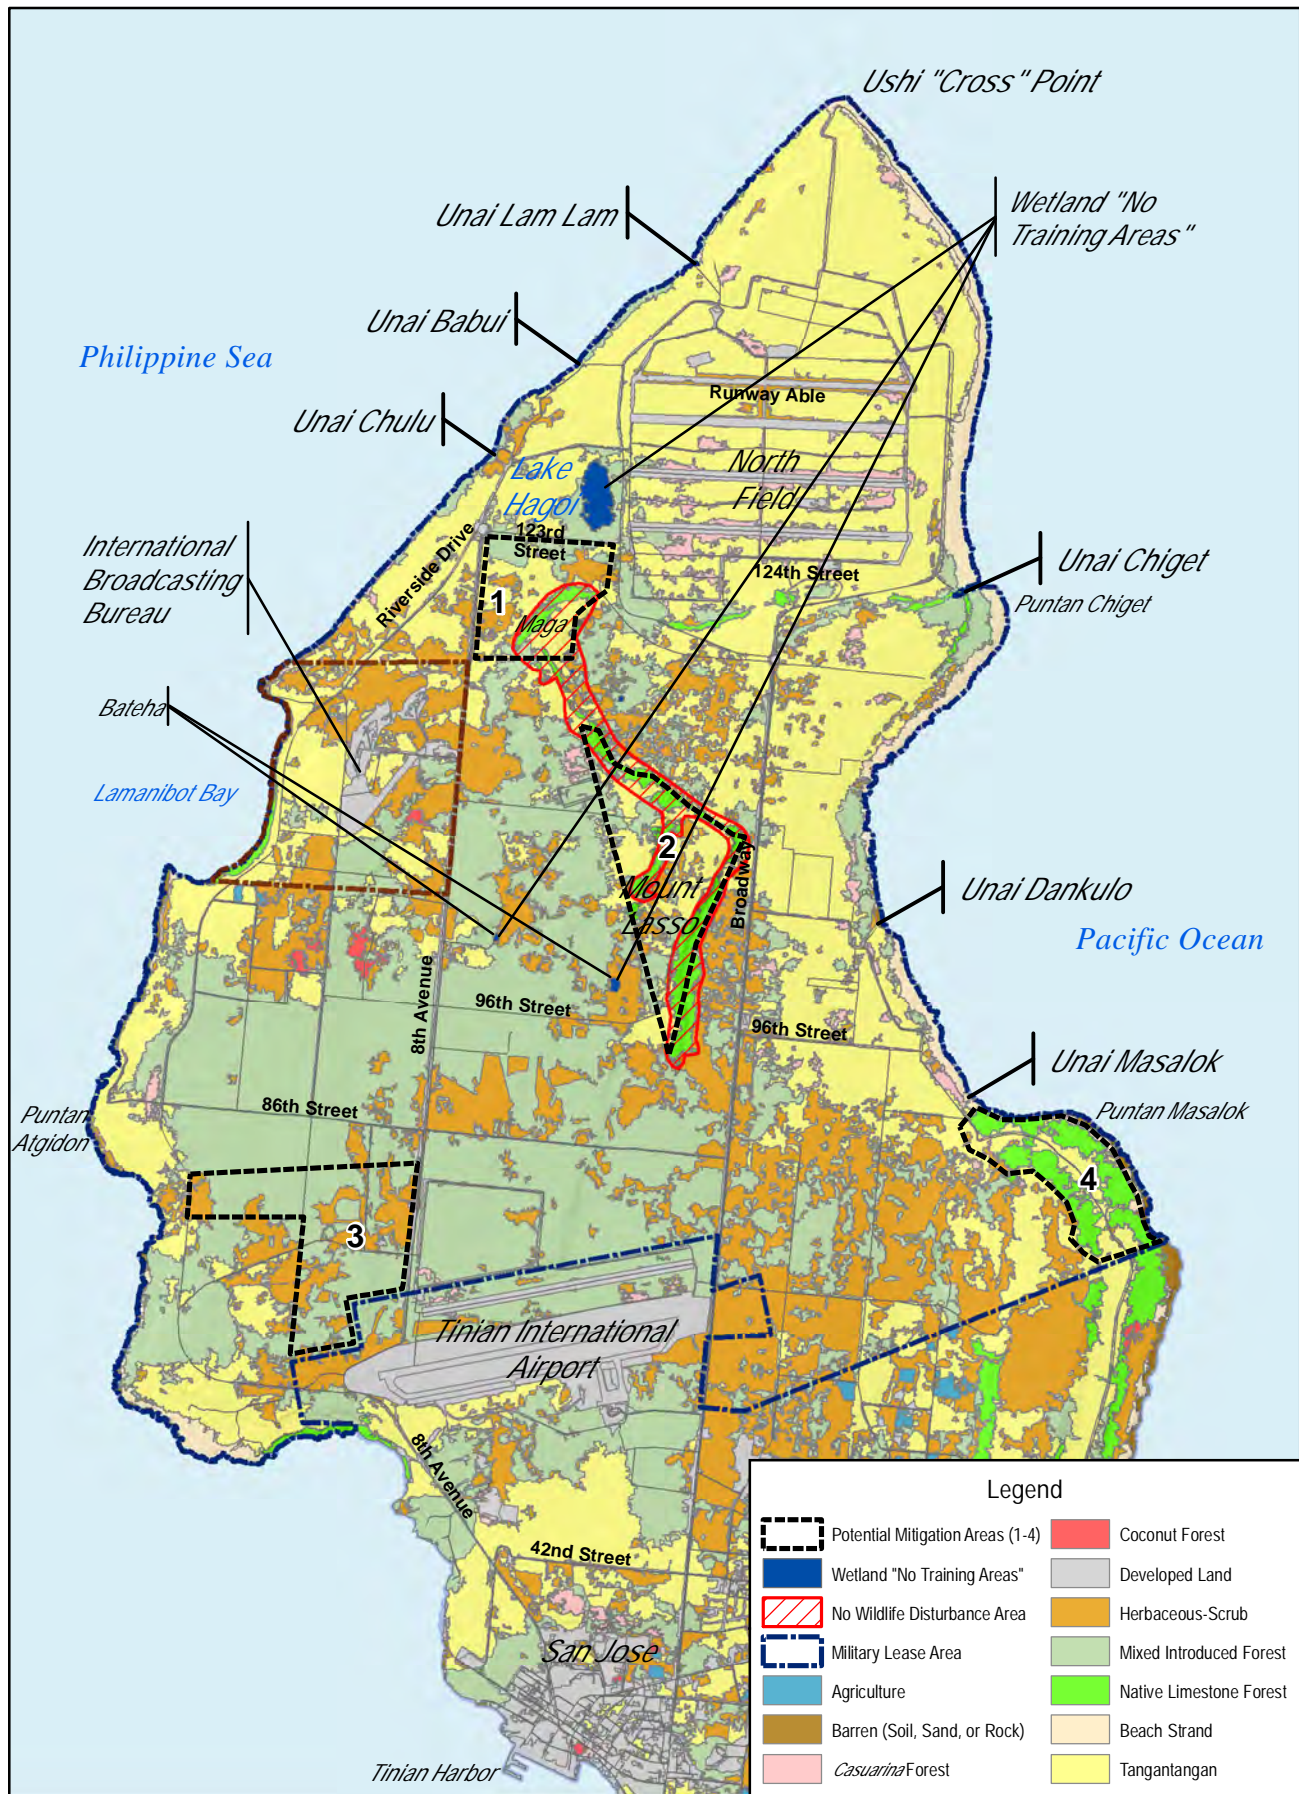 Ushi "Cross" Point
Unai Lam Lam
Wetland "No
Training Areas"
Unai Babui
Philippine Sea
Runway Able
Unai Chulu
Lake
Hagoi
North
Field
123rd
Street
International
Broadcasting
Bureau
Riverside Drive
124th Street
Unai Chiget
Puntan Chiget
1
Maga
Bateha
Lamanibot Bay
2
Mount
Lasso
Broadway
Unai Dankulo
Pacific Ocean
8th Avenue
96th Street
96th Street
Unai Masalok
Puntan Masalok
86th Street
Puntan
Atgidon
4
3
Tinian International
Airport
8th Avenue
42nd Street
San Jose
Tinian Harbor
Legend
Potential Mitigation Areas (1-4)
Wetland "No Training Areas"
No Wildlife Disturbance Area
Military Lease Area
Agriculture
Barren (Soil, Sand, or Rock)
Casuarina Forest
Coconut Forest
Developed Land
Herbaceous-Scrub
Mixed Introduced Forest
Native Limestone Forest
Beach Strand
Tangantangan